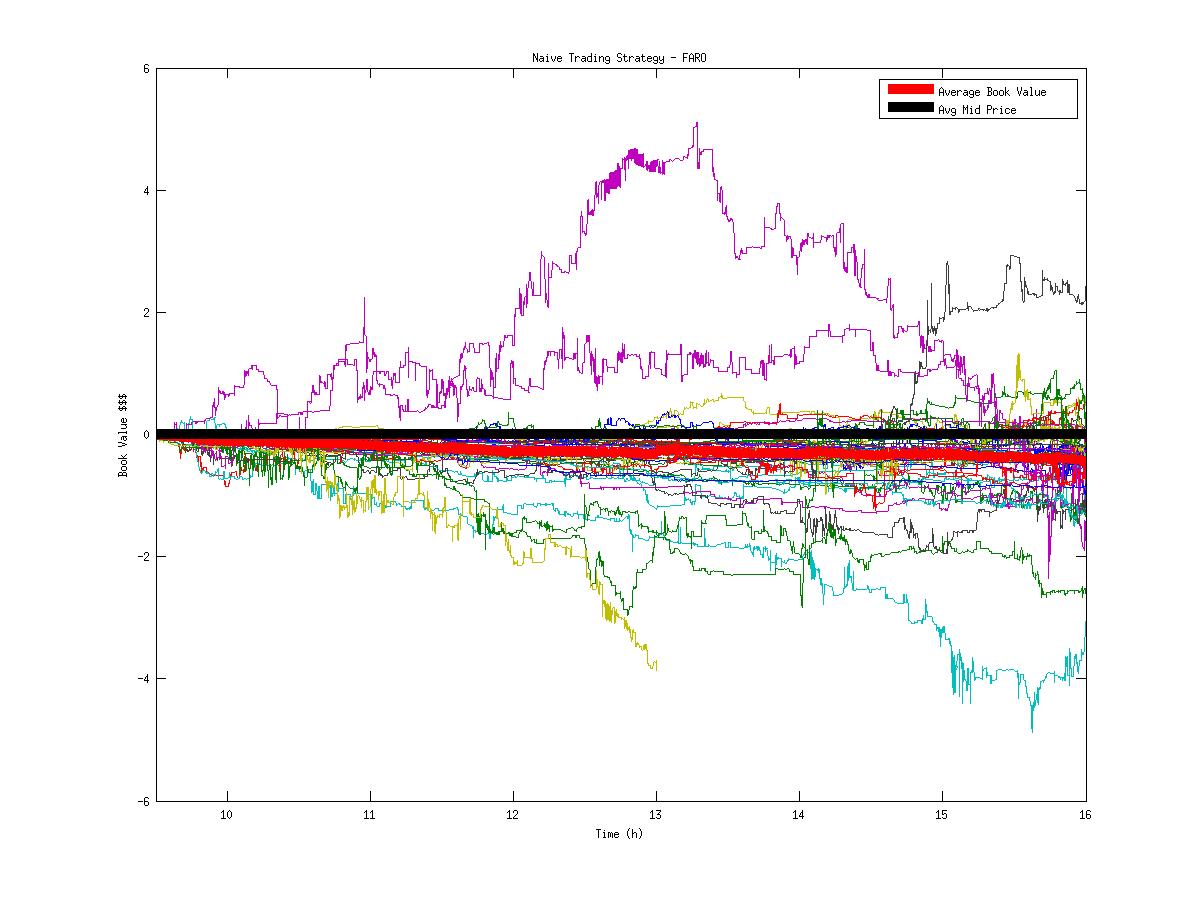 Naive Trading Strategy - FARO
Average Book Value
Avg Mid Price
6
4
2
0
-2
-4
-6
Book Value $$$
10
11
12
13
14
15
16
Time (h)